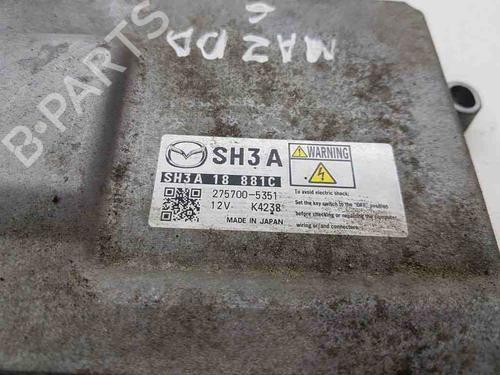 MAZDA
6
B-PARTS
SH3A
WARNING
SH3A 18 881C
275700-5351
12V K4238
MADE IN JAPAN
To avoid electric shock:
Set the key switch to the "OFF" position
before checking or repairing the computer
wiring or and connectors.